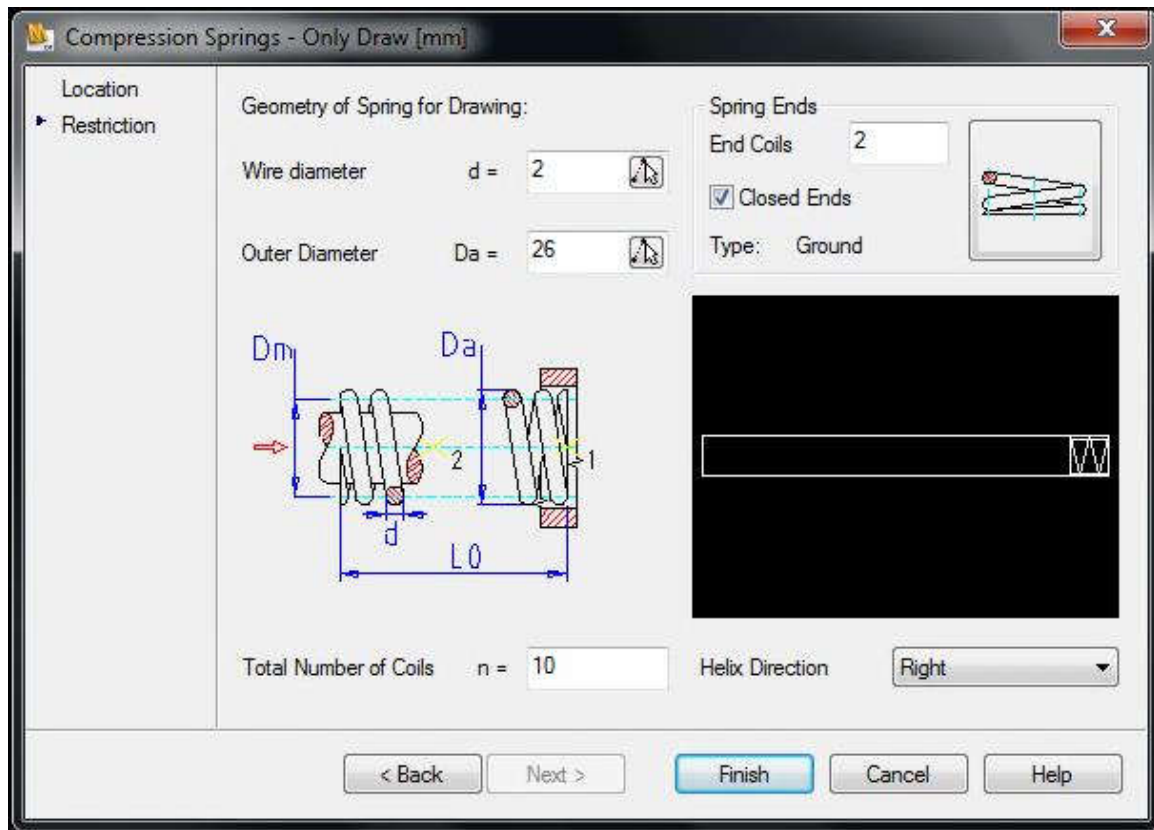 Compression Springs - Only Draw [mm]
Location
Restriction
Geometry of Spring for Drawing:
Wire diameter d = 2
Outer Diameter Da = 26
Spring Ends
End Coils 2
Closed Ends
Type: Ground
Dm
Da
2
1
d
L0
Total Number of Coils n = 10
Helix Direction Right
< Back Next > Finish Cancel Help